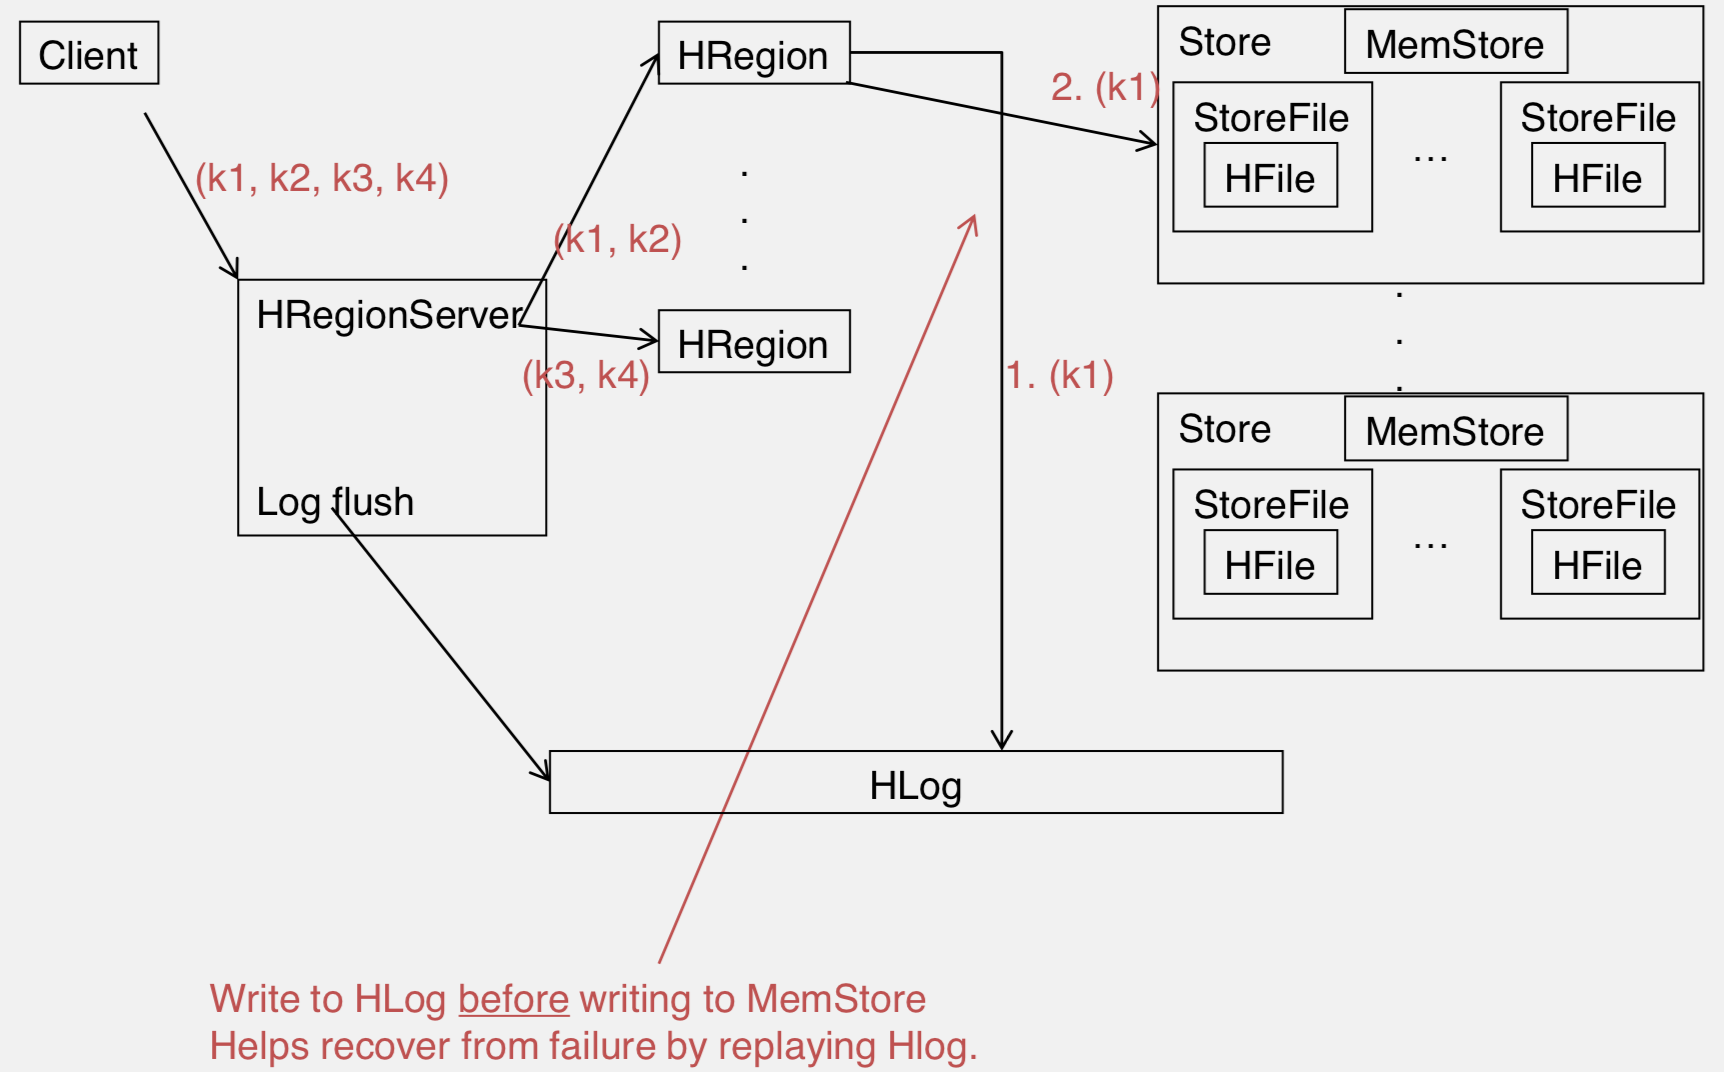 Client
HRegion
Store
MemStore
2. (k1)
StoreFile
HFile
...
StoreFile
HFile
(k1, k2, k3, k4)
.
.
.
(k1, k2)
HRegionServer
HRegion
(k3, k4)
1. (k1)
.
.
.
Store
MemStore
StoreFile
HFile
...
StoreFile
HFile
Log flush
HLog
Write to HLog before writing to MemStore
Helps recover from failure by replaying Hlog.